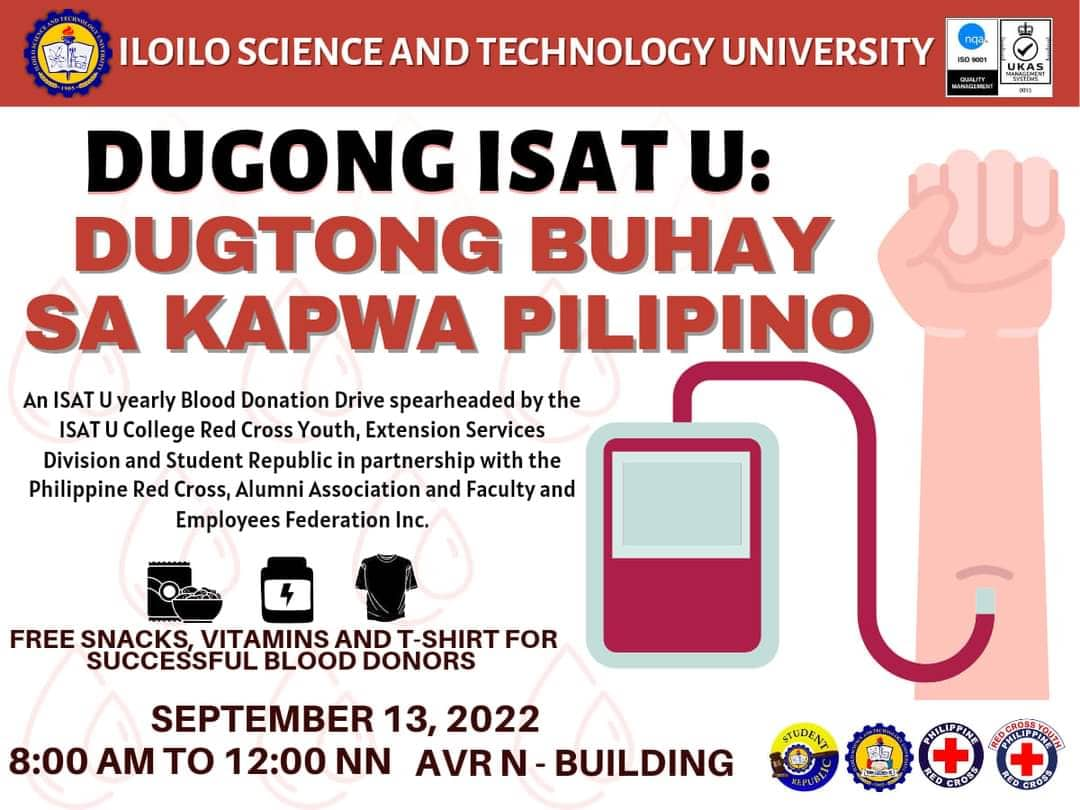 ILOILO SCIENCE AND TECHNOLOGY UNIVERSITY
nqa.
ISO 9001
QUALITY
MANAGEMENT
UKAS
MANAGEMENT
SYSTEMS
DUGONG ISAT U:
DUGTONG BUHAY
SA KAPWA PILIPINO
An ISAT U yearly Blood Donation Drive spearheaded by the
ISAT U College Red Cross Youth, Extension Services
Division and Student Republic in partnership with the
Philippine Red Cross, Alumni Association and Faculty and
Employees Federation Inc.
FREE SNACKS, VITAMINS AND T-SHIRT FOR
SUCCESSFUL BLOOD DONORS
SEPTEMBER 13, 2022
8:00 AM TO 12:00 NN
AVR N - BUILDING
STUDENT
REPUBLIC
PHILIPPINE
RED CROSS
RED CROSS YOUTH
PHILIPPINE
RED CROSS